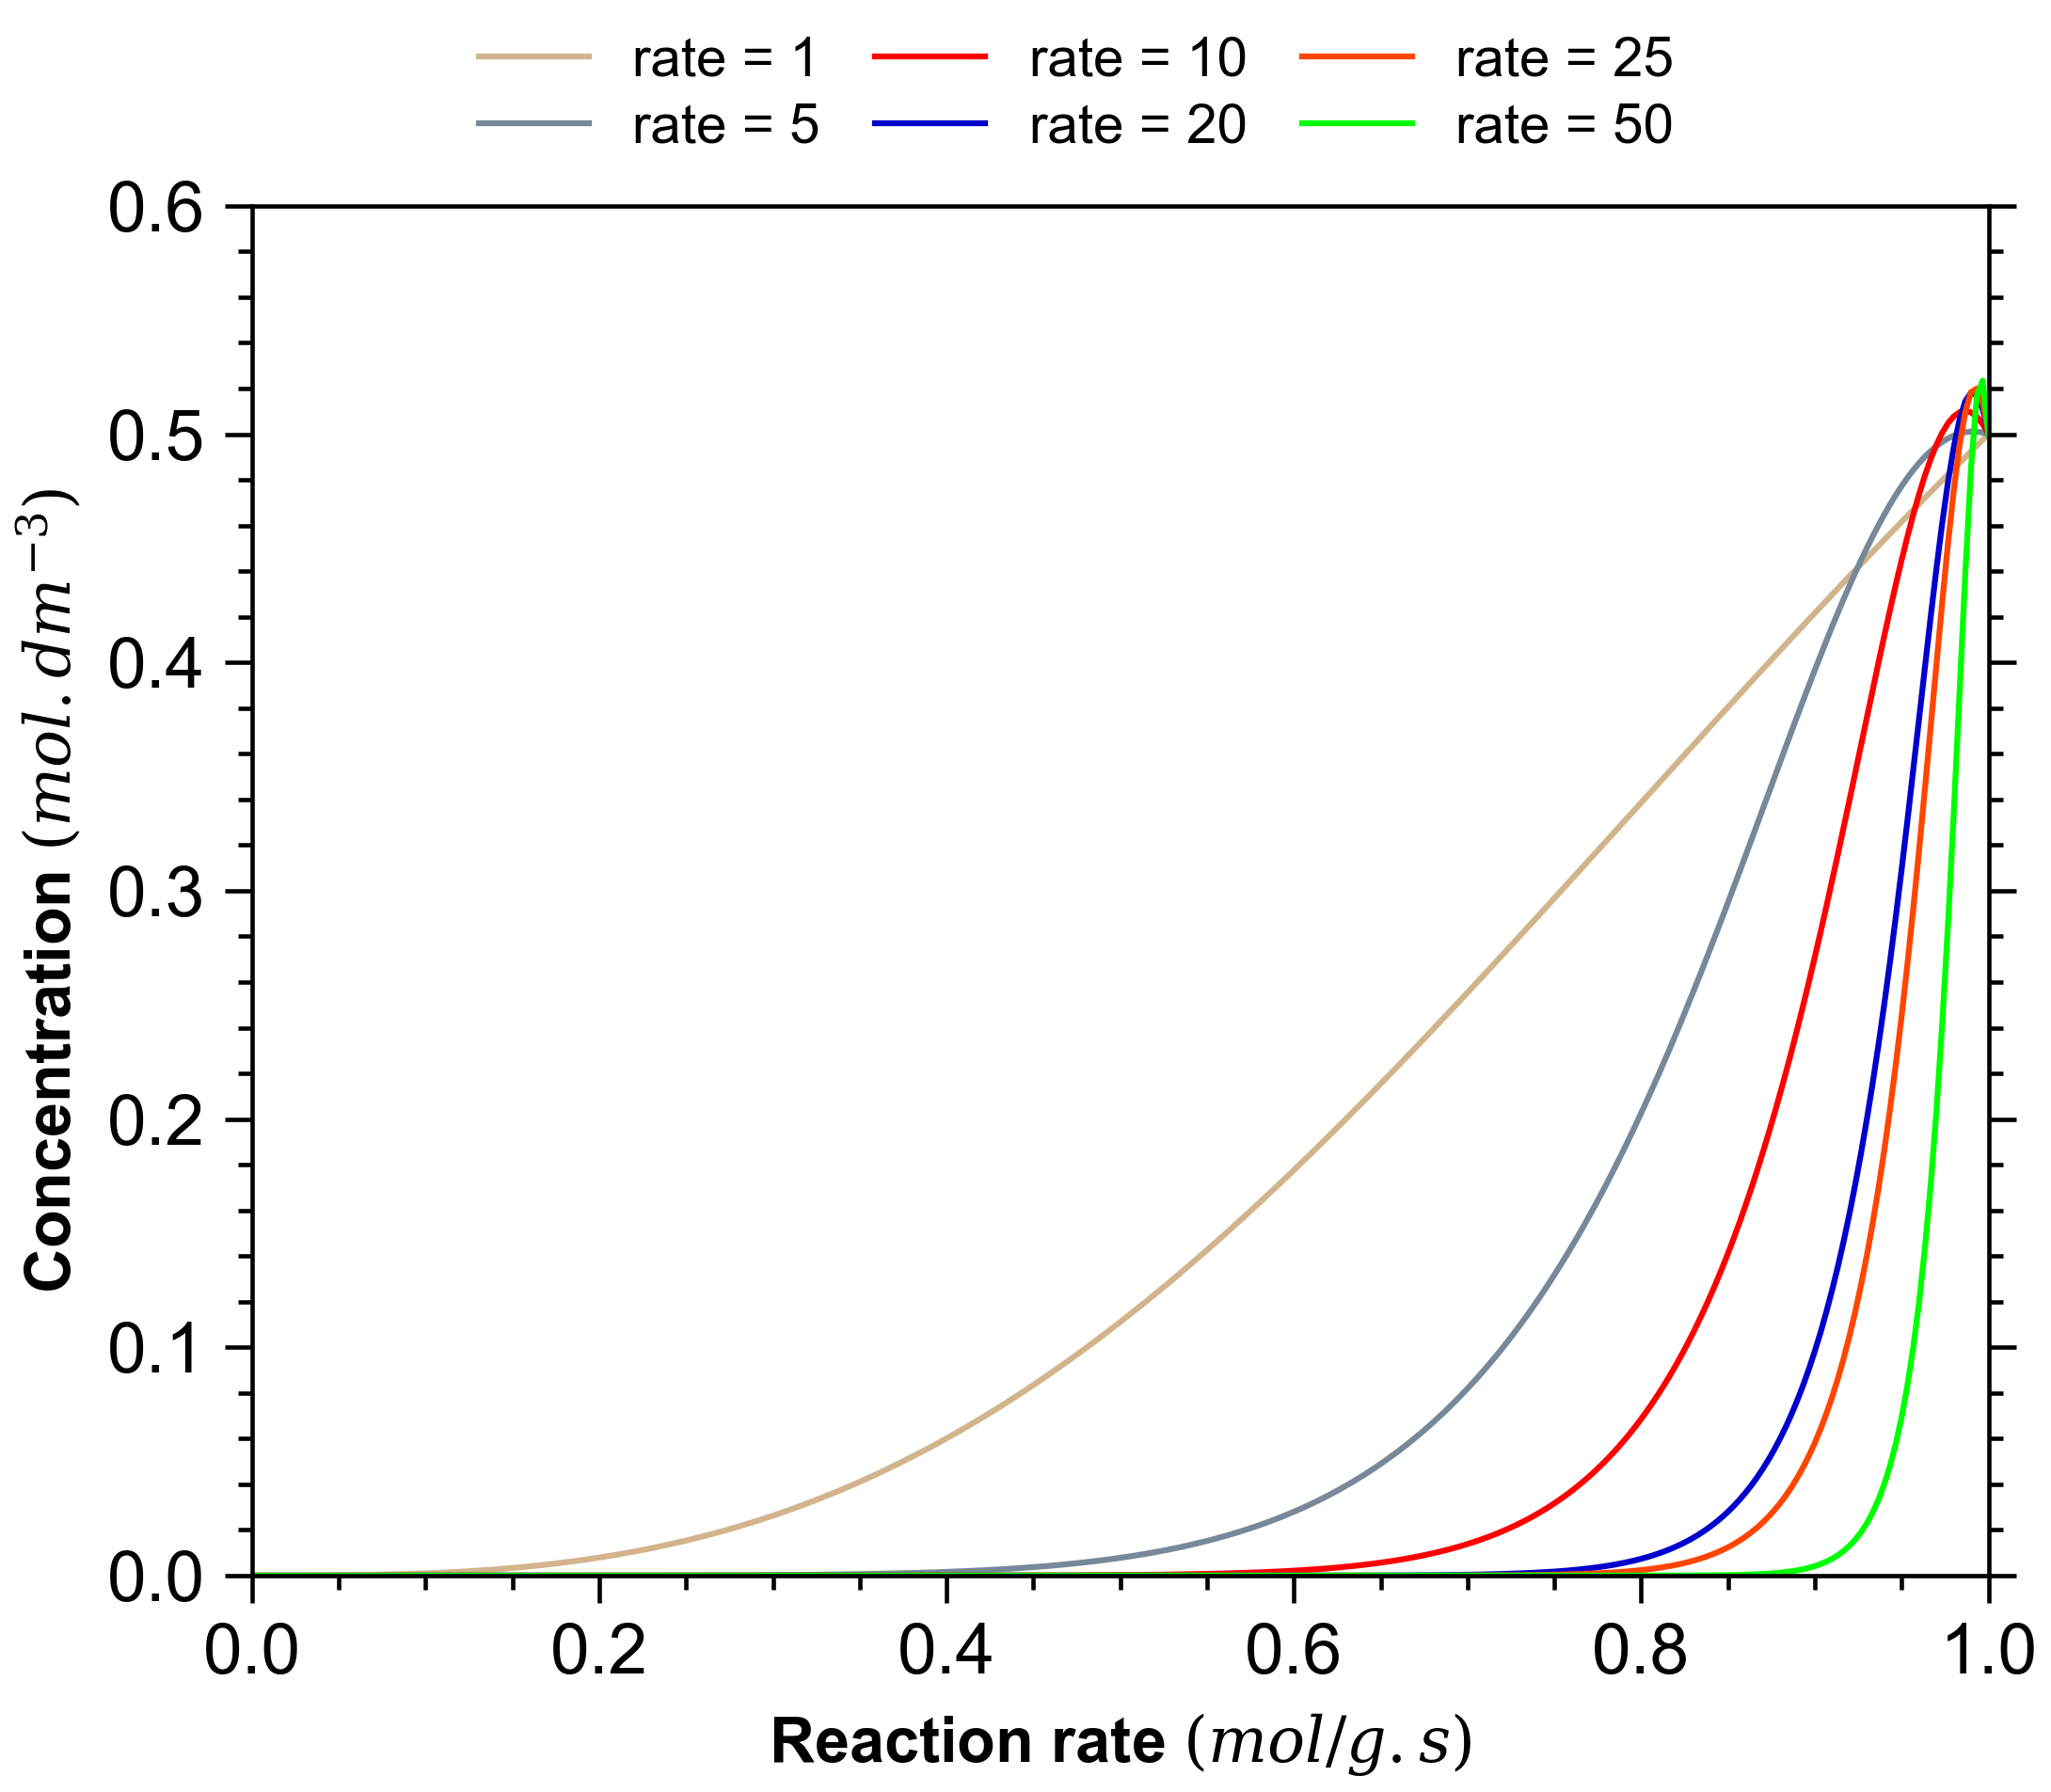 rate = 1 rate = 10 rate = 25
rate = 5 rate = 20 rate = 50
0.6
0.5
0.4
0.3
0.2
0.1
0.0
Concentration (mol.dm⁻³)
0.0 0.2 0.4 0.6 0.8 1.0
Reaction rate (mol/g.s)